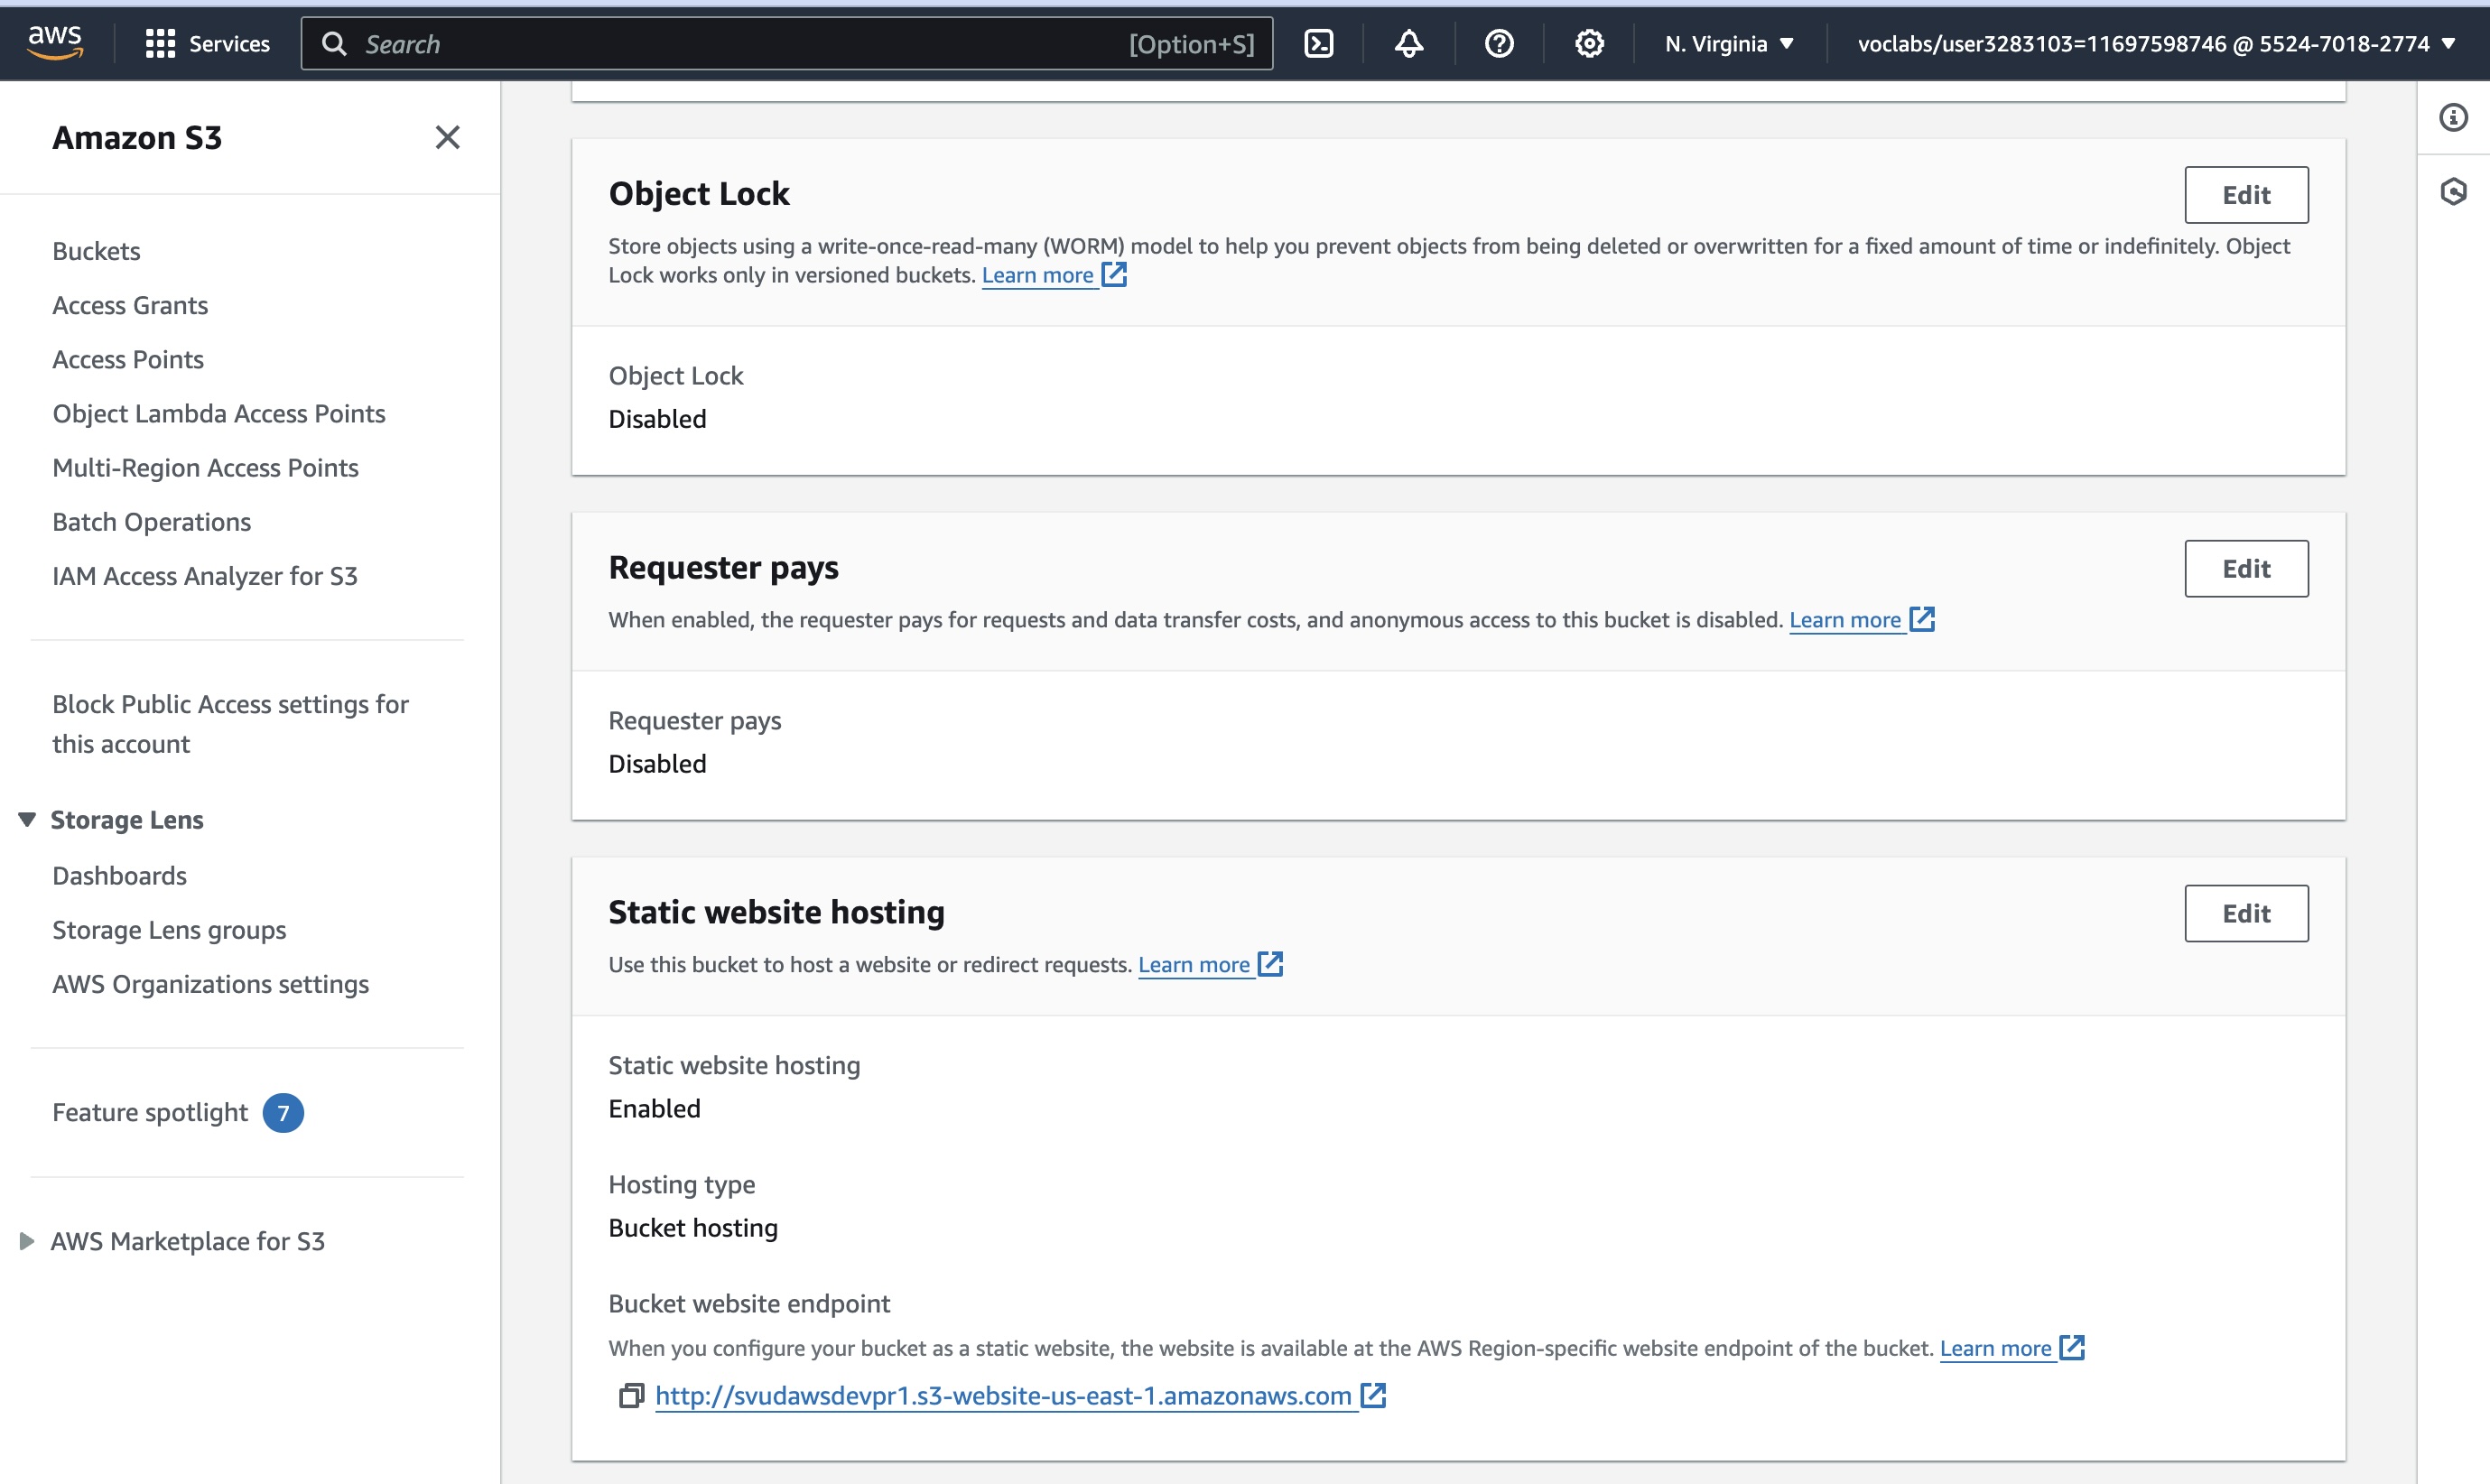 aws
Services
Search
[Option+S]
N. Virginia
voclabs/user3283103=11697598746 @ 5524-7018-2774
Amazon S3
Buckets
Access Grants
Access Points
Object Lambda Access Points
Multi-Region Access Points
Batch Operations
IAM Access Analyzer for S3
Block Public Access settings for
this account
Storage Lens
Dashboards
Storage Lens groups
AWS Organizations settings
Feature spotlight 7
AWS Marketplace for S3
Object Lock
Edit
Store objects using a write-once-read-many (WORM) model to help you prevent objects from being deleted or overwritten for a fixed amount of time or indefinitely. Object
Lock works only in versioned buckets. Learn more
Object Lock
Disabled
Requester pays
Edit
When enabled, the requester pays for requests and data transfer costs, and anonymous access to this bucket is disabled. Learn more
Requester pays
Disabled
Static website hosting
Edit
Use this bucket to host a website or redirect requests. Learn more
Static website hosting
Enabled
Hosting type
Bucket hosting
Bucket website endpoint
When you configure your bucket as a static website, the website is available at the AWS Region-specific website endpoint of the bucket. Learn more
http://svudawsdevpr1.s3-website-us-east-1.amazonaws.com